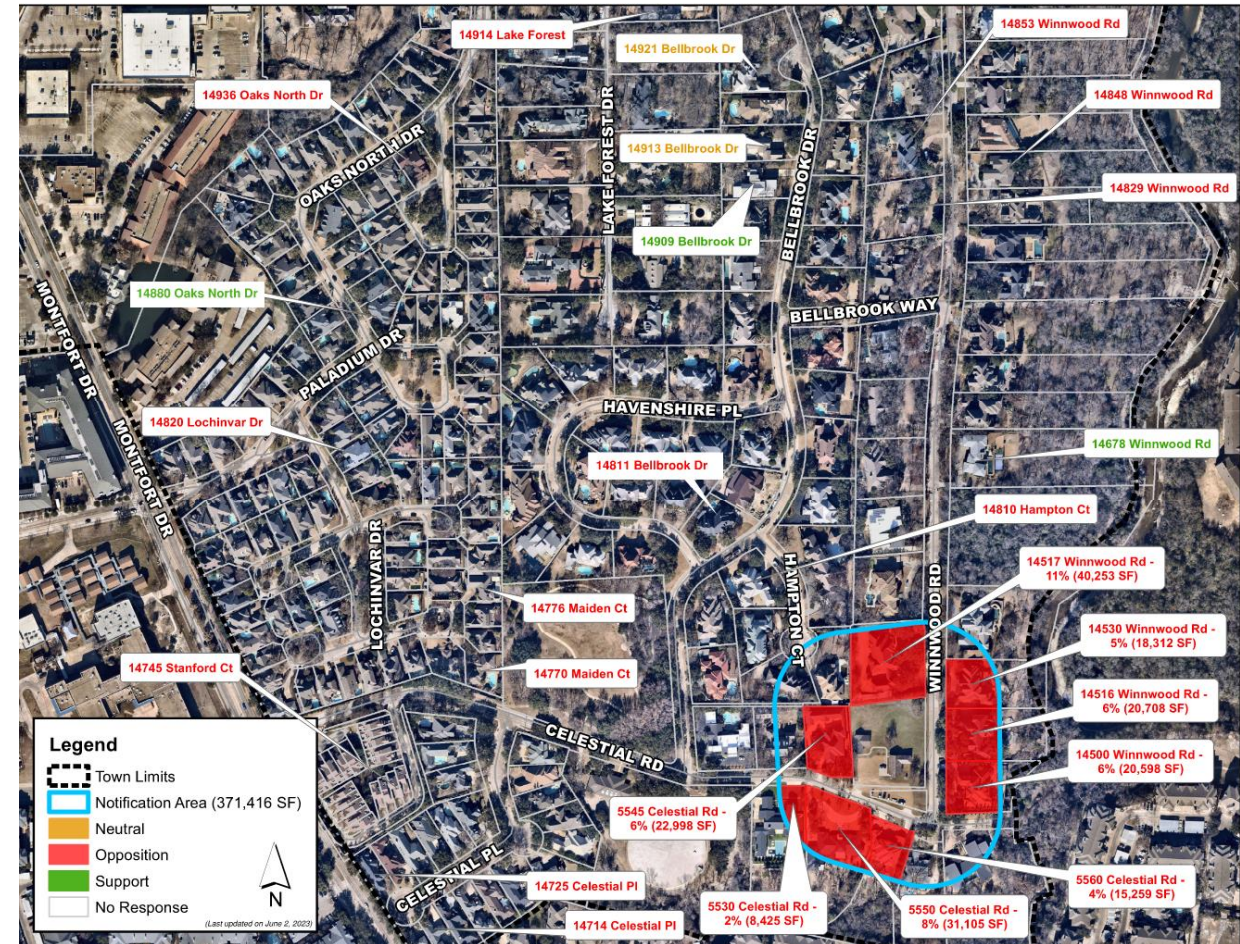 14914 Lake Forest
14921 Bellbrook Dr
14853 Winnwood Rd
14936 Oaks North Dr
14848 Winnwood Rd
LAKE FOREST DR
OAKS NORTH DR
14913 Bellbrook Dr
BELLBROOK DR
14829 Winnwood Rd
14909 Bellbrook Dr
14880 Oaks North Dr
MONTFORT DR
BELLBROOK WAY
PALADIUM DR
HAVENSHIRE PL
14820 Lochinvar Dr
MONTFORT DR
14678 Winnwood Rd
14811 Bellbrook Dr
14810 Hampton Ct
LOCHINVAR DR
HAMPTON CT
14517 Winnwood Rd -
11% (40,253 SF)
14776 Maiden Ct
WINNWOOD RD
14530 Winnwood Rd -
5% (18,312 SF)
14745 Stanford Ct
14770 Maiden Ct
14516 Winnwood Rd -
6% (20,708 SF)
CELESTIAL RD
14500 Winnwood Rd -
6% (20,598 SF)
5545 Celestial Rd -
6% (22,998 SF)
CELESTIAL PL
14725 Celestial Pl
14714 Celestial Pl
5530 Celestial Rd -
2% (8,425 SF)
5550 Celestial Rd -
8% (31,105 SF)
5560 Celestial Rd -
4% (15,259 SF)
Legend
Town Limits
Notification Area (371,416 SF)
Neutral
Opposition
Support
No Response
N
(Last updated on June 2, 2023)